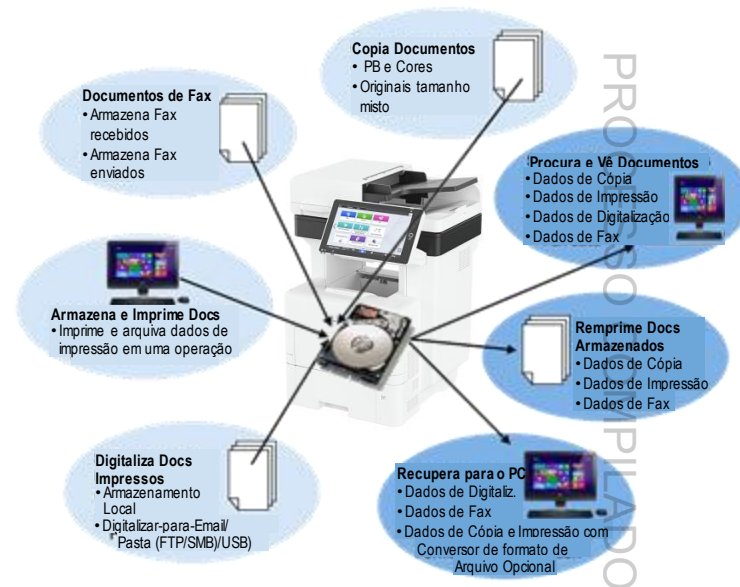 Copia Documentos
• PB e Cores
• Originais tamanho
misto
Documentos de Fax
• Armazena Fax
recebidos
• Armazena Fax
enviados
Procura e Vê Documentos
• Dados de Cópia
• Dados de Impressão
• Dados de Digitalização
• Dados de Fax
Armazena e Imprime Docs
• Imprime e arquiva dados de
impressão em uma operação
Remprime Docs
Armazenados
• Dados de Cópia
• Dados de Impressão
• Dados de Fax
Digitaliza Docs
Impressos
• Armazenamento
Local
• Digitalizar-para-Email/
Pasta (FTP/SMB)/USB)
Recupera para o PC
• Dados de Digitaliz.
• Dados de Fax
• Dados de Cópia e Impressão com
Conversor de formato de
Arquivo Opcional
PROCESSO COMPILADO